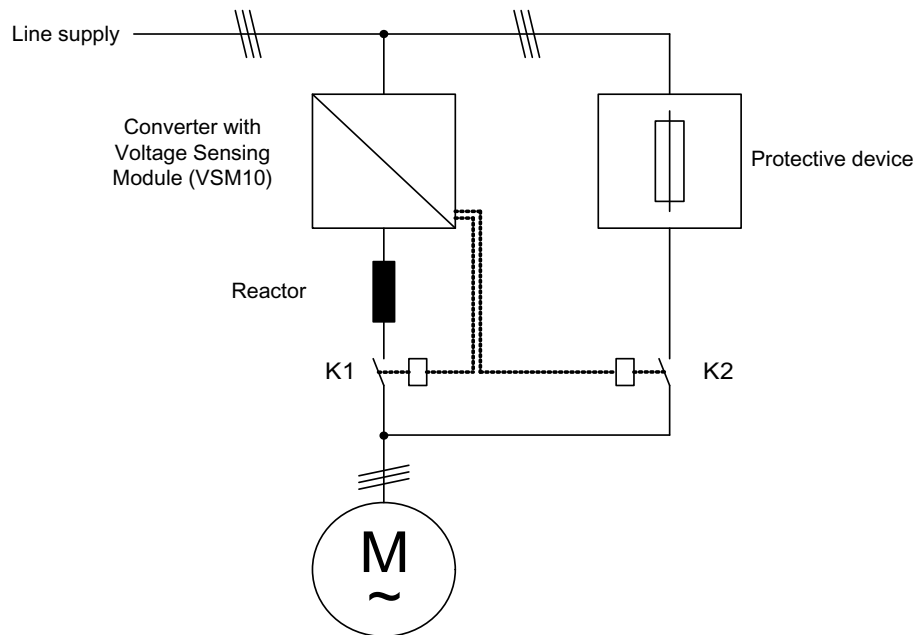 Line supply
Converter with
Voltage Sensing
Module (VSM10)
Protective device
Reactor
K1
K2
M
~